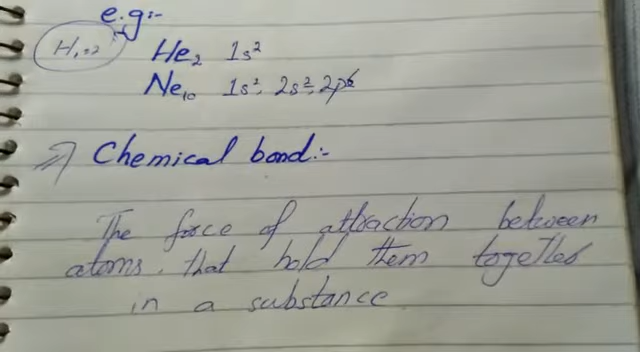 e.g:-
He₂ 1s²
Ne₁₀ 1s², 2s², 2p⁶
⇒ Chemical bond:-
The force of attraction between
atoms, that hold them together
in a substance